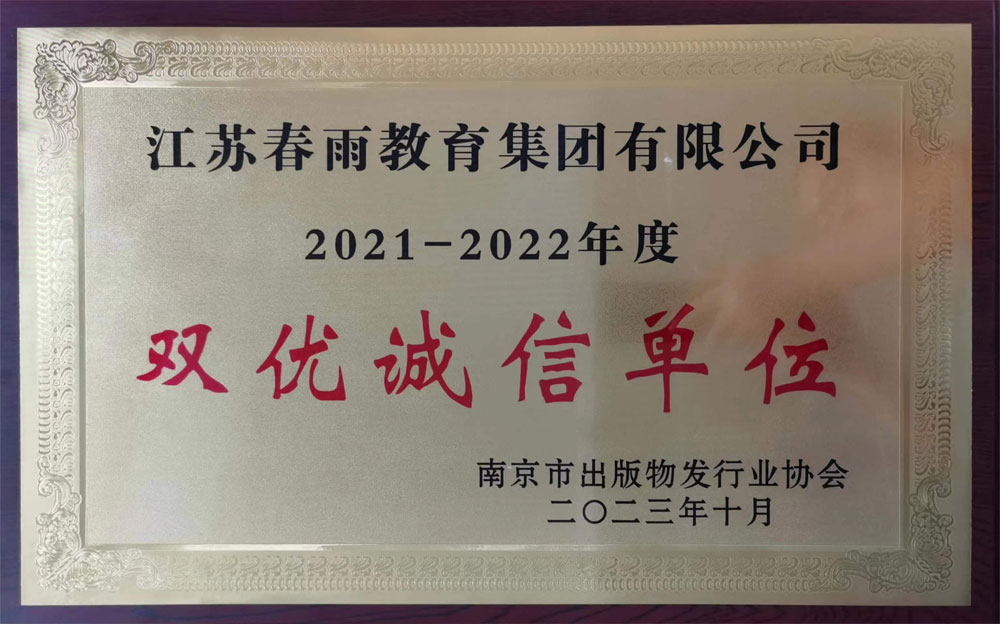 江苏春雨教育集团有限公司
2021-2022年度
双优诚信单位
南京市出版物发行业协会
二〇二三年十月